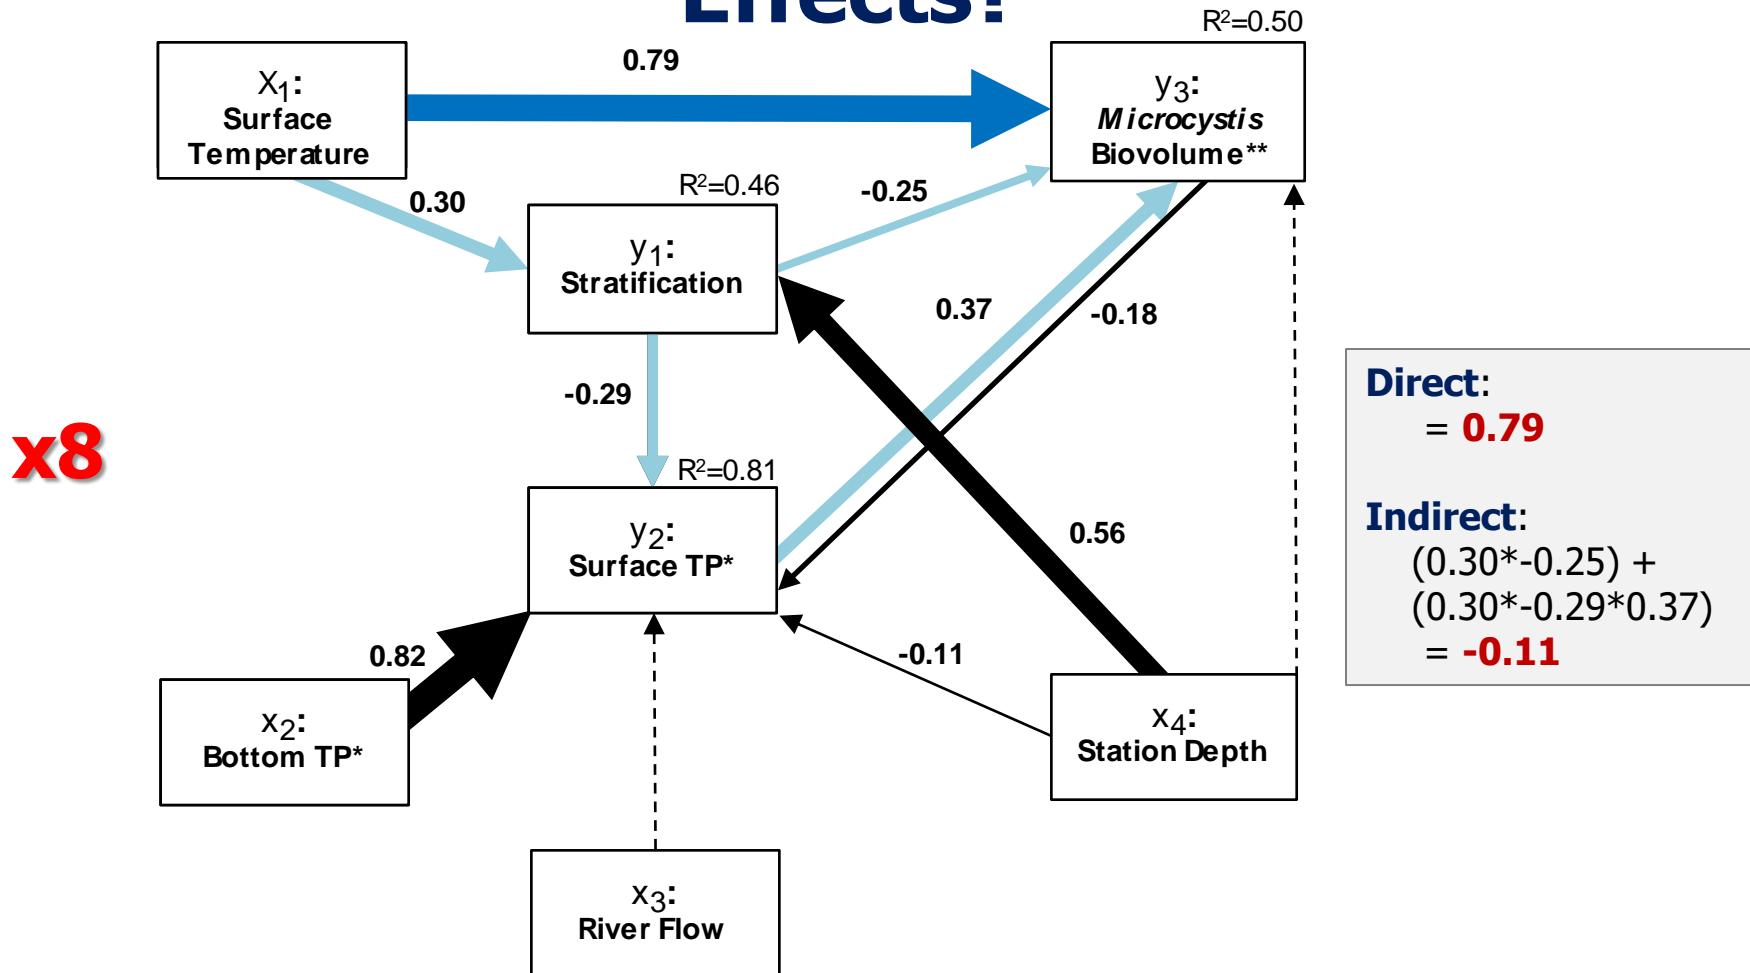 Effects?
R²=0.50
0.79
X₁:
Surface
Temperature
y₃:
Microcystis
Biovolume**
0.30
R²=0.46
-0.25
y₁:
Stratification
0.37
-0.18
-0.29
x8
R²=0.81
y₂:
Surface TP*
0.56
Direct:
= 0.79
Indirect:
(0.30*-0.25) +
(0.30*-0.29*0.37)
= -0.11
0.82
-0.11
x₂:
Bottom TP*
x₄:
Station Depth
x₃:
River Flow